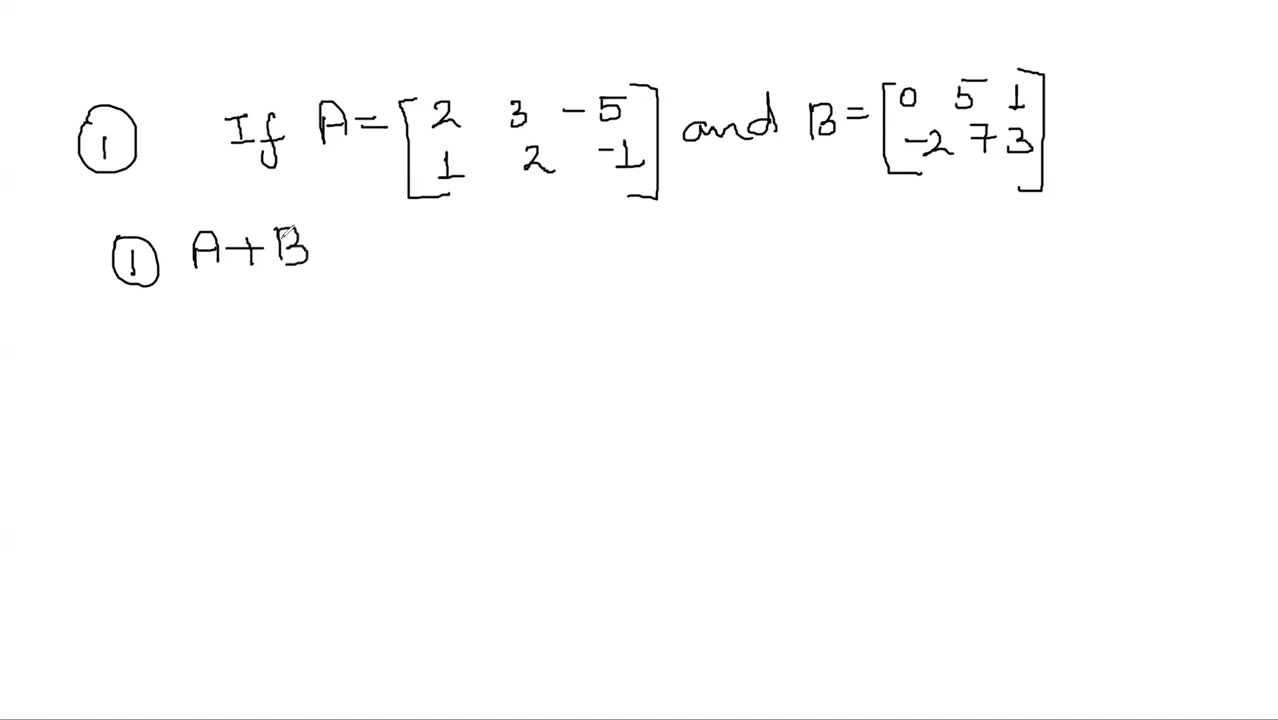 ① If A = [ 2 3 -5 and B = [ 0 5 1
1 2 -1 ] -2 7 3 ]
① A+B